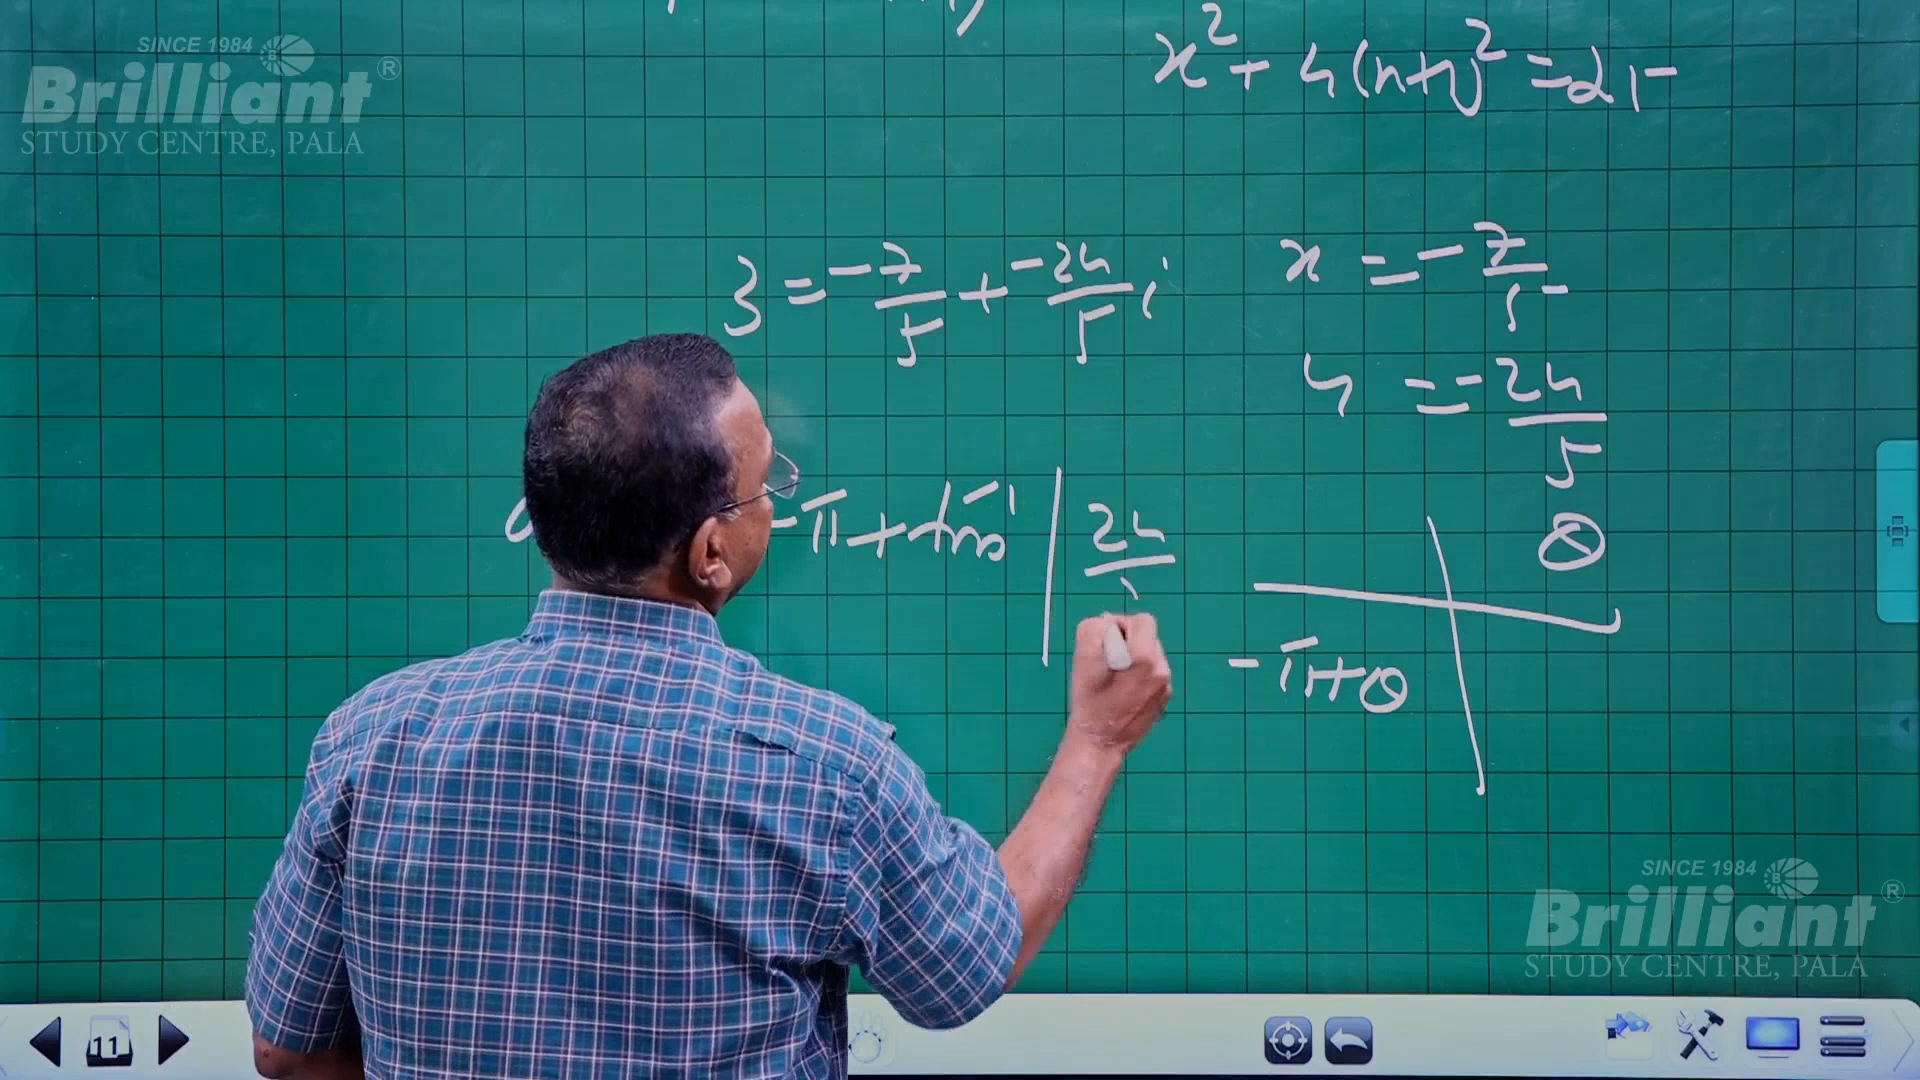 SINCE 1984
Brilliant®
STUDY CENTRE, PALA
x² + 4(x+1)² = 25
z = -7/5 + -24/5 i
x = -7/5
y = -24/5
-π + tan⁻¹ | 24/
θ
-π+θ
SINCE 1984
Brilliant®
STUDY CENTRE, PALA
11